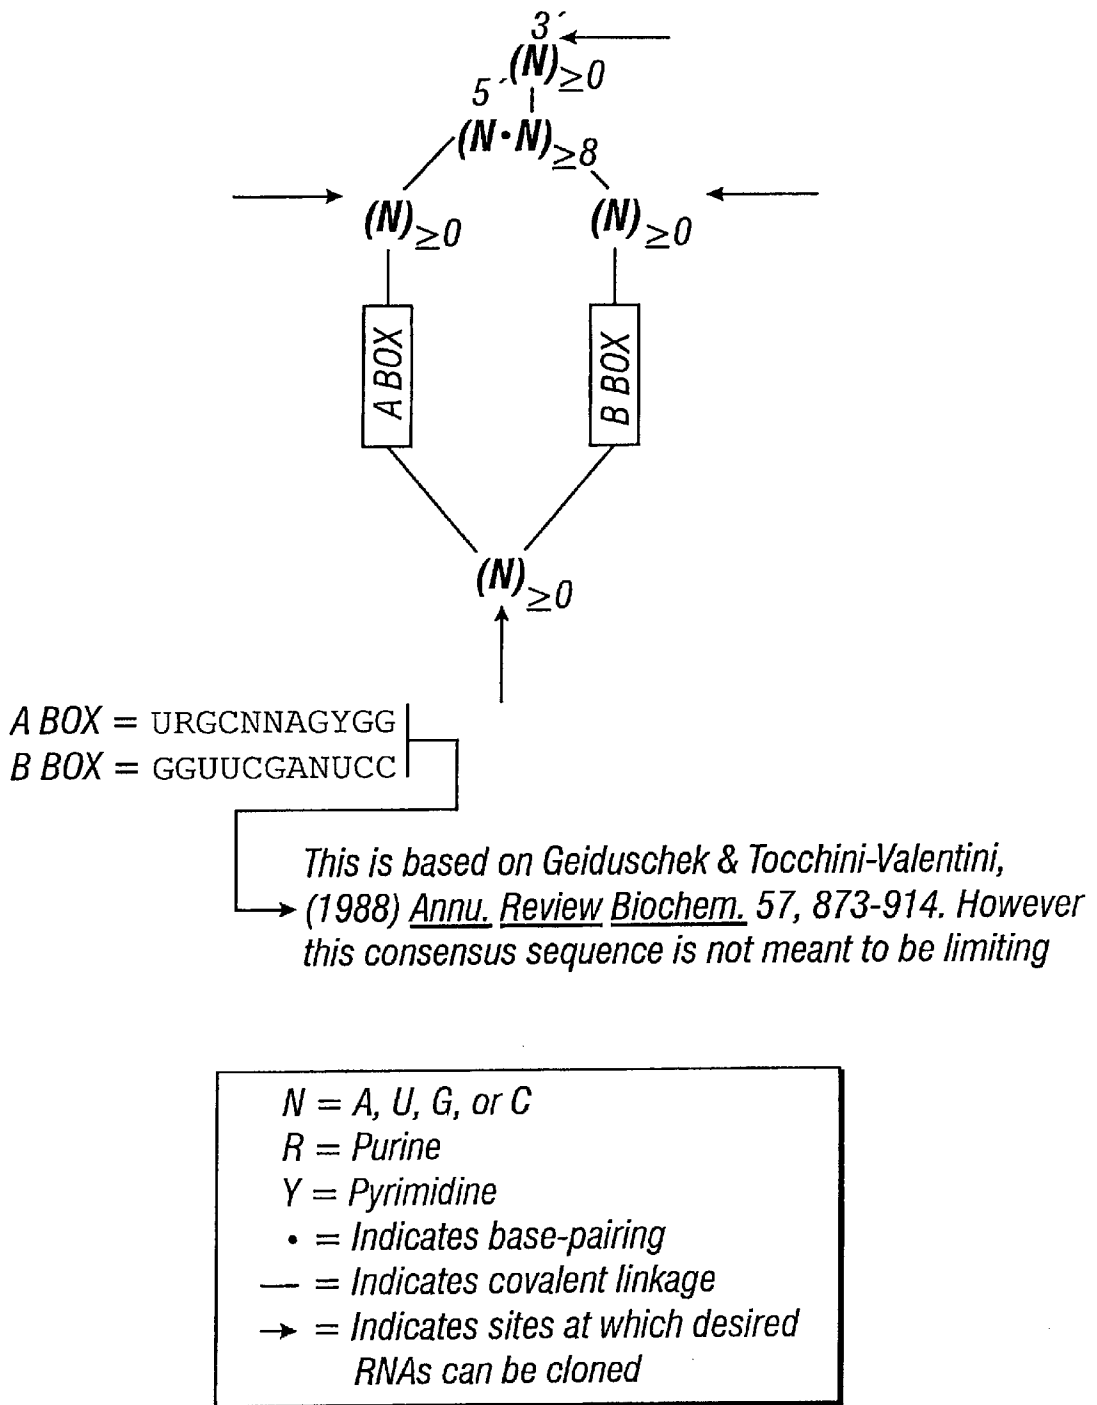 3´
(N)≥0
5´
(N•N)≥8
(N)≥0
(N)≥0
A BOX
B BOX
(N)≥0
A BOX = URGCNNAGYGG
B BOX = GGUUCGANUCC
This is based on Geiduschek & Tocchini-Valentini,
(1988) Annu. Review Biochem. 57, 873-914. However
this consensus sequence is not meant to be limiting
N = A, U, G, or C
R = Purine
Y = Pyrimidine
• = Indicates base-pairing
— = Indicates covalent linkage
→ = Indicates sites at which desired
RNAs can be cloned